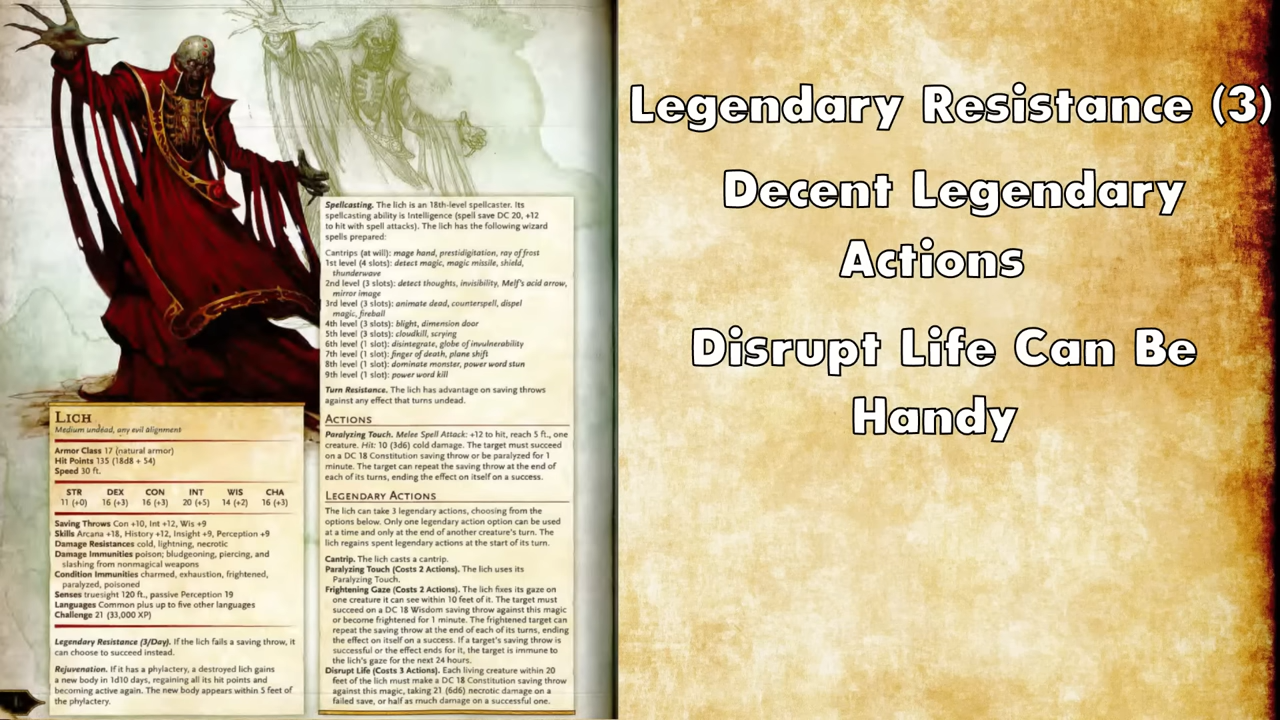 Lich
Medium undead, any evil alignment
Armor Class 17 (natural armor)
Hit Points 135 (18d8 + 54)
Speed 30 ft.
STR DEX CON INT WIS CHA
11 (+0) 16 (+3) 16 (+3) 20 (+5) 14 (+2) 16 (+3)
Saving Throws Con +10, Int +12, Wis +9
Skills Arcana +18, History +12, Insight +9, Perception +9
Damage Resistances cold, lightning, necrotic
Damage Immunities poison; bludgeoning, piercing, and
slashing from nonmagical weapons
Condition Immunities charmed, exhaustion, frightened,
paralyzed, poisoned
Senses truesight 120 ft., passive Perception 19
Languages Common plus up to five other languages
Challenge 21 (33,000 XP)
Legendary Resistance (3/Day). If the lich fails a saving throw, it
can choose to succeed instead.
Rejuvenation. If it has a phylactery, a destroyed lich gains
a new body in 1d10 days, regaining all its hit points and
becoming active again. The new body appears within 5 feet of
the phylactery.
Spellcasting. The lich is an 18th-level spellcaster. Its
spellcasting ability is Intelligence (spell save DC 20, +12
to hit with spell attacks). The lich has the following wizard
spells prepared:
Cantrips (at will): mage hand, prestidigitation, ray of frost
1st level (4 slots): detect magic, magic missile, shield,
thunderwave
2nd level (3 slots): detect thoughts, invisibility, Melf's acid arrow,
mirror image
3rd level (3 slots): animate dead, counterspell, dispel
magic, fireball
4th level (3 slots): blight, dimension door
5th level (3 slots): cloudkill, scrying
6th level (1 slot): disintegrate, globe of invulnerability
7th level (1 slot): finger of death, plane shift
8th level (1 slot): dominate monster, power word stun
9th level (1 slot): power word kill
Turn Resistance. The lich has advantage on saving throws
against any effect that turns undead.
Actions
Paralyzing Touch. Melee Spell Attack: +12 to hit, reach 5 ft., one
creature. Hit: 10 (3d6) cold damage. The target must succeed
on a DC 18 Constitution saving throw or be paralyzed for 1
minute. The target can repeat the saving throw at the end of
each of its turns, ending the effect on itself on a success.
Legendary Actions
The lich can take 3 legendary actions, choosing from the
options below. Only one legendary action option can be used
at a time and only at the end of another creature's turn. The
lich regains spent legendary actions at the start of its turn.
Cantrip. The lich casts a cantrip.
Paralyzing Touch (Costs 2 Actions). The lich uses its
Paralyzing Touch.
Frightening Gaze (Costs 2 Actions). The lich fixes its gaze on
one creature it can see within 10 feet of it. The target must
succeed on a DC 18 Wisdom saving throw against this magic
or become frightened for 1 minute. The frightened target can
repeat the saving throw at the end of each of its turns, ending
the effect on itself on a success. If a target's saving throw is
successful or the effect ends for it, the target is immune to
the lich's gaze for the next 24 hours.
Disrupt Life (Costs 3 Actions). Each living creature within 20
feet of the lich must make a DC 18 Constitution saving throw
against this magic, taking 21 (6d6) necrotic damage on a
failed save, or half as much damage on a successful one.
Legendary Resistance (3)
Decent Legendary
Actions
Disrupt Life Can Be
Handy